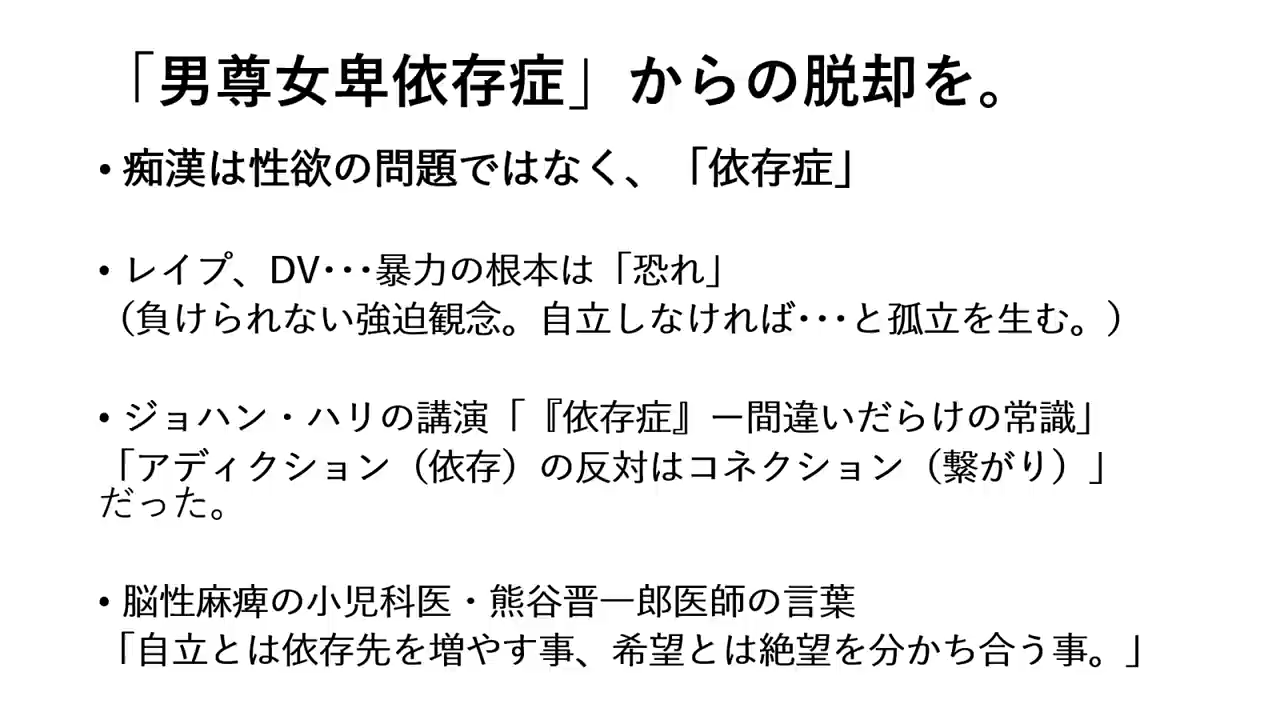 「男尊女卑依存症」からの脱却を。
• 痴漢は性欲の問題ではなく、「依存症」
• レイプ、DV･･･暴力の根本は「恐れ」
（負けられない強迫観念。自立しなければ･･･と孤立を生む。）
• ジョハン・ハリの講演「『依存症』ー間違いだらけの常識」
「アディクション（依存）の反対はコネクション（繋がり）」
だった。
• 脳性麻痺の小児科医・熊谷晋一郎医師の言葉
「自立とは依存先を増やす事、希望とは絶望を分かち合う事。」